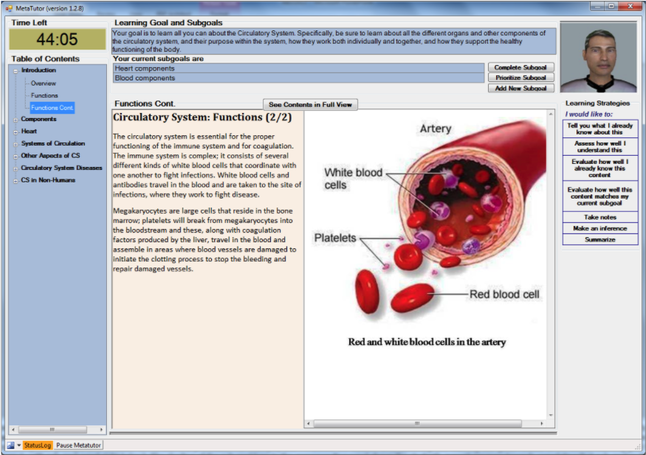 MetaTutor (version 1.2.8)
Time Left
44:05
Table of Contents
Introduction
Overview
Functions
Functions Cont.
Components
Heart
Systems of Circulation
Other Aspects of CS
Circulatory System Diseases
CS in Non-Humans
Learning Goal and Subgoals
Your goal is to learn all you can about the Circulatory System. Specifically, be sure to learn about all the different organs and other components of
the circulatory system, and their purpose within the system, how they work both individually and together, and how they support the healthy
functioning of the body.
Your current subgoals are
Heart components
Blood components
Complete Subgoal
Prioritize Subgoal
Add New Subgoal
Functions Cont.
See Contents in Full View
Circulatory System: Functions (2/2)
The circulatory system is essential for the proper
functioning of the immune system and for coagulation.
The immune system is complex; it consists of several
different kinds of white blood cells that coordinate with
one another to fight infections. White blood cells and
antibodies travel in the blood and are taken to the site of
infections, where they work to fight disease.
Megakaryocytes are large cells that reside in the bone
marrow; platelets will break from megakaryocytes into
the bloodstream and these, along with coagulation
factors produced by the liver, travel in the blood and
assemble in areas where blood vessels are damaged to
initiate the clotting process to stop the bleeding and
repair damaged vessels.
Artery
White blood
cells
Platelets
Red blood cell
Red and white blood cells in the artery
Learning Strategies
I would like to:
Tell you what I already
know about this
Assess how well I
understand this
Evaluate how well I
already know this
content
Evaluate how well this
content matches my
current subgoal
Take notes
Make an inference
Summarize
StatusLog
Pause Metatutor